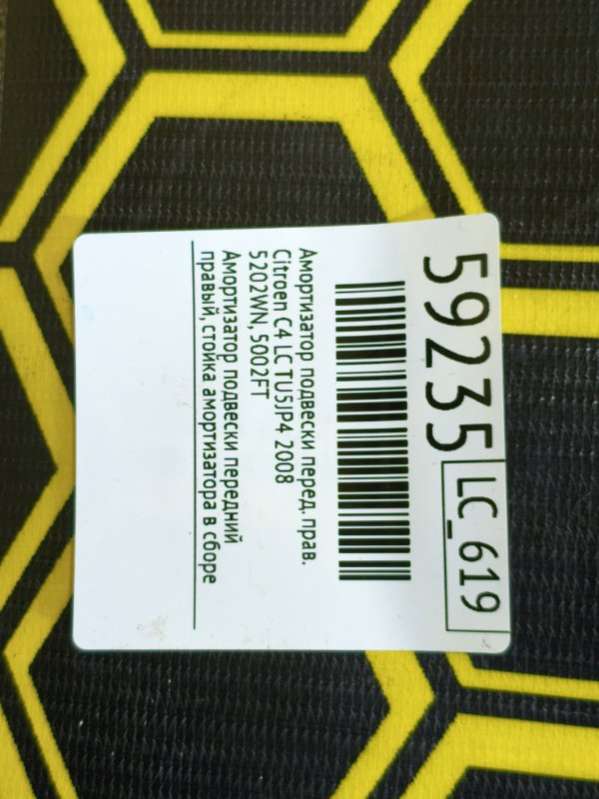 59235
LC_619
Амортизатор подвески перед. прав.
Citroen C4 LC TU5JP4 2008
5202WN, 5002FT
Амортизатор подвески передний
правый, стойка амортизатора в сборе